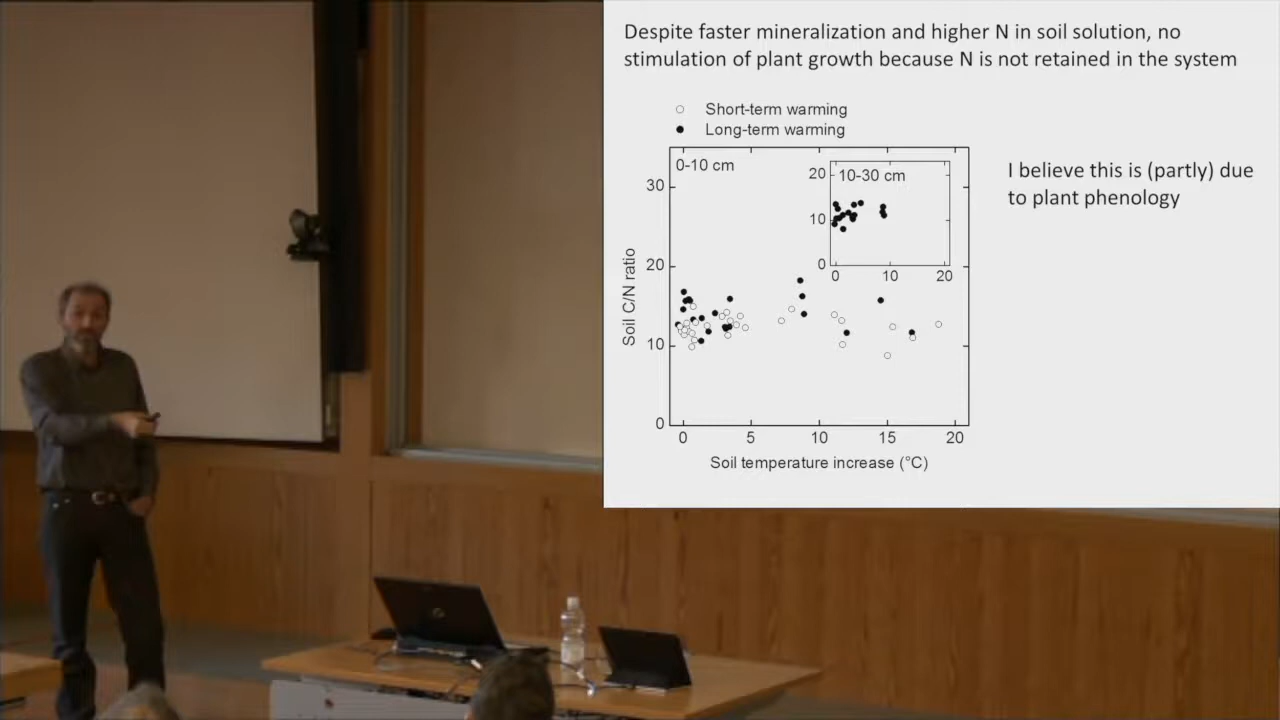 Despite faster mineralization and higher N in soil solution, no
stimulation of plant growth because N is not retained in the system
Short-term warming
Long-term warming
0-10 cm
10-30 cm
20
10
0
0 10 20
30
20
10
0
0 5 10 15 20
Soil C/N ratio
Soil temperature increase (°C)
I believe this is (partly) due
to plant phenology